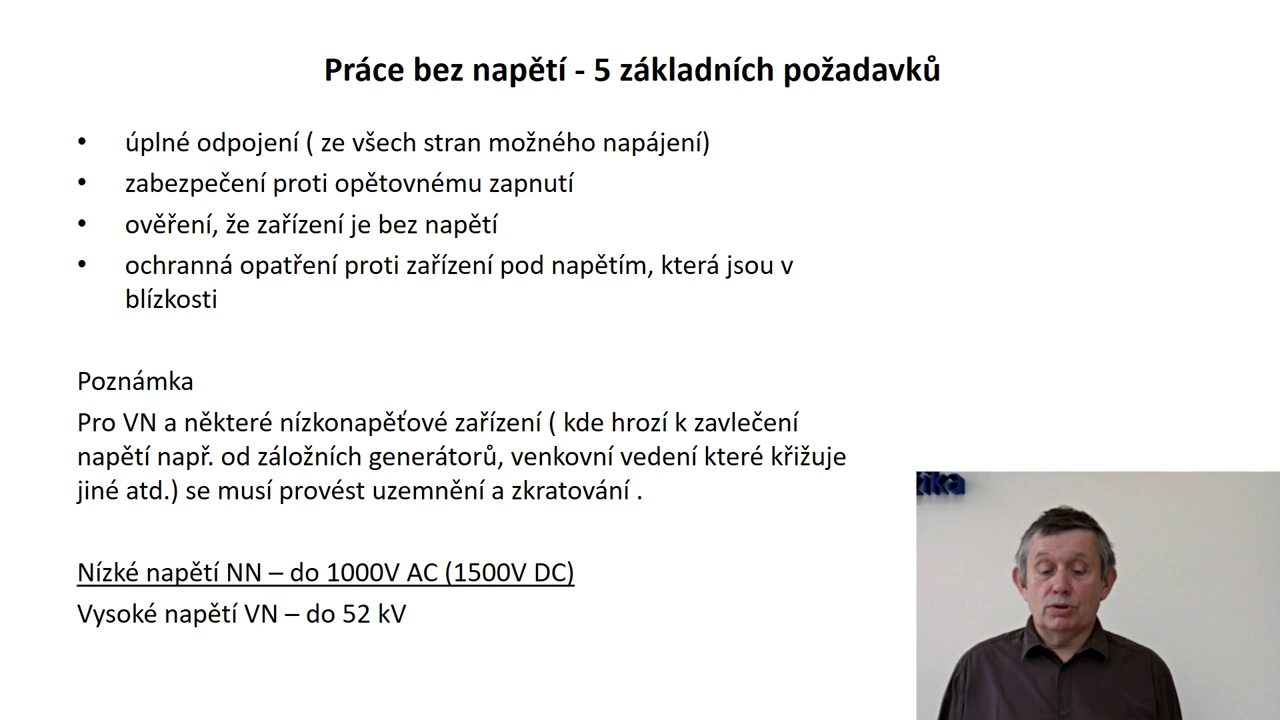 Práce bez napětí - 5 základních požadavků
• úplné odpojení ( ze všech stran možného napájení)
• zabezpečení proti opětovnému zapnutí
• ověření, že zařízení je bez napětí
• ochranná opatření proti zařízení pod napětím, která jsou v
blízkosti
Poznámka
Pro VN a některé nízkonapěťové zařízení ( kde hrozí k zavlečení
napětí např. od záložních generátorů, venkovní vedení které křižuje
jiné atd.) se musí provést uzemnění a zkratování .
Nízké napětí NN – do 1000V AC (1500V DC)
Vysoké napětí VN – do 52 kV